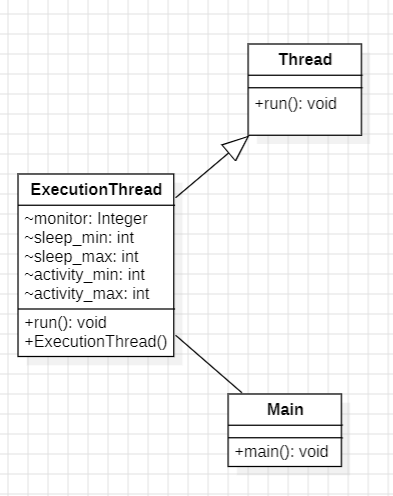 Thread
+run(): void
ExecutionThread
~monitor: Integer
~sleep_min: int
~sleep_max: int
~activity_min: int
~activity_max: int
+run(): void
+ExecutionThread()
Main
+main(): void